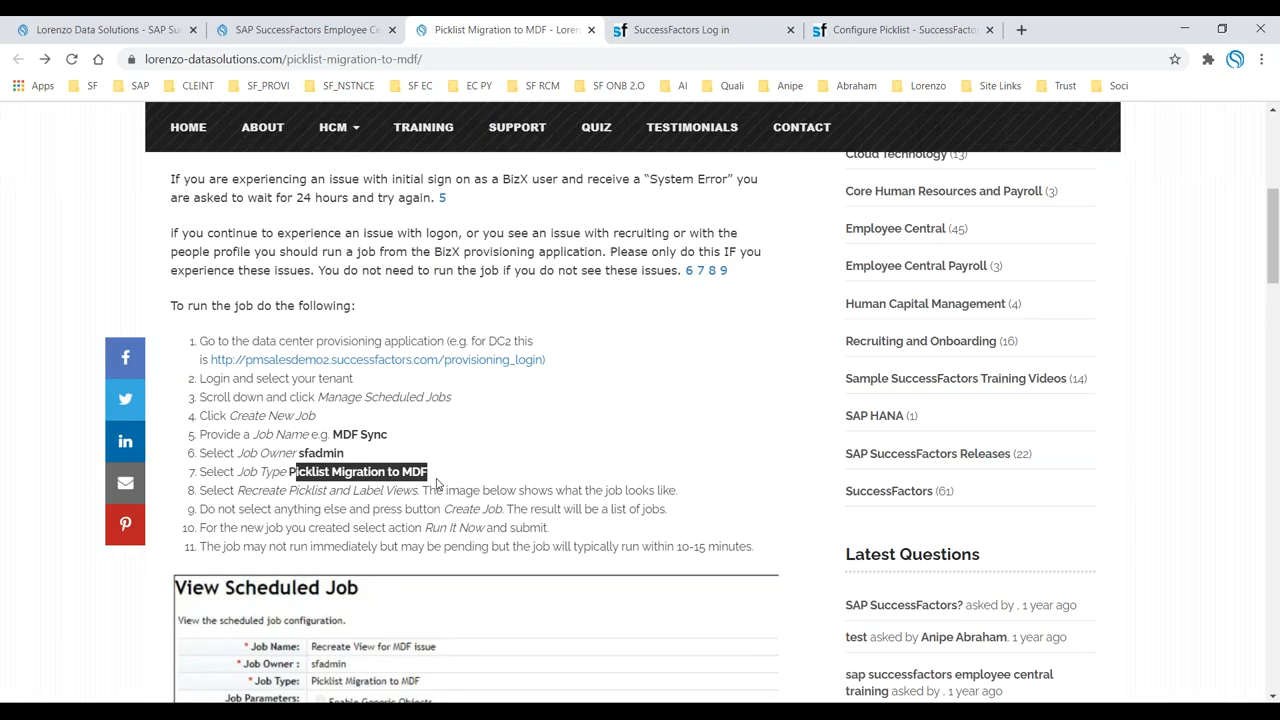 Lorenzo Data Solutions - SAP Su
SAP SuccessFactors Employee Ce
Picklist Migration to MDF - Loren
SuccessFactors Log in
Configure Picklist - SuccessFacto
lorenzo-datasolutions.com/picklist-migration-to-mdf/
Apps
SF
SAP
CLEINT
SF_PROVI
SF_NSTNCE
SF EC
EC PY
SF RCM
SF ONB 2.O
AI
Quali
Anipe
Abraham
Lorenzo
Site Links
Trust
Soci
HOME
ABOUT
HCM
TRAINING
SUPPORT
QUIZ
TESTIMONIALS
CONTACT
If you are experiencing an issue with initial sign on as a BizX user and receive a “System Error” you
are asked to wait for 24 hours and try again. 5
if you continue to experience an issue with logon, or you see an issue with recruiting or with the
people profile you should run a job from the BizX provisioning application. Please only do this IF you
experience these issues. You do not need to run the job if you do not see these issues. 6 7 8 9
To run the job do the following:
1. Go to the data center provisioning application (e.g. for DC2 this
is http://pmsalesdemo2.successfactors.com/provisioning_login)
2. Login and select your tenant
3. Scroll down and click Manage Scheduled Jobs
4. Click Create New Job
5. Provide a Job Name e.g. MDF Sync
6. Select Job Owner sfadmin
7. Select Job Type Picklist Migration to MDF
8. Select Recreate Picklist and Label Views. The image below shows what the job looks like.
9. Do not select anything else and press button Create Job. The result will be a list of jobs.
10. For the new job you created select action Run It Now and submit.
11. The job may not run immediately but may be pending but the job will typically run within 10-15 minutes.
View Scheduled Job
View the scheduled job configuration.
* Job Name: Recreate View for MDF issue
* Job Owner : sfadmin
* Job Type: Picklist Migration to MDF
Job Parameters: Enable Generic Objects
Cloud Technology (13)
Core Human Resources and Payroll (3)
Employee Central (45)
Employee Central Payroll (3)
Human Capital Management (4)
Recruiting and Onboarding (16)
Sample SuccessFactors Training Videos (14)
SAP HANA (1)
SAP SuccessFactors Releases (22)
SuccessFactors (61)
Latest Questions
SAP SuccessFactors? asked by , 1 year ago
test asked by Anipe Abraham, 1 year ago
sap successfactors employee central
training asked by , 1 year ago